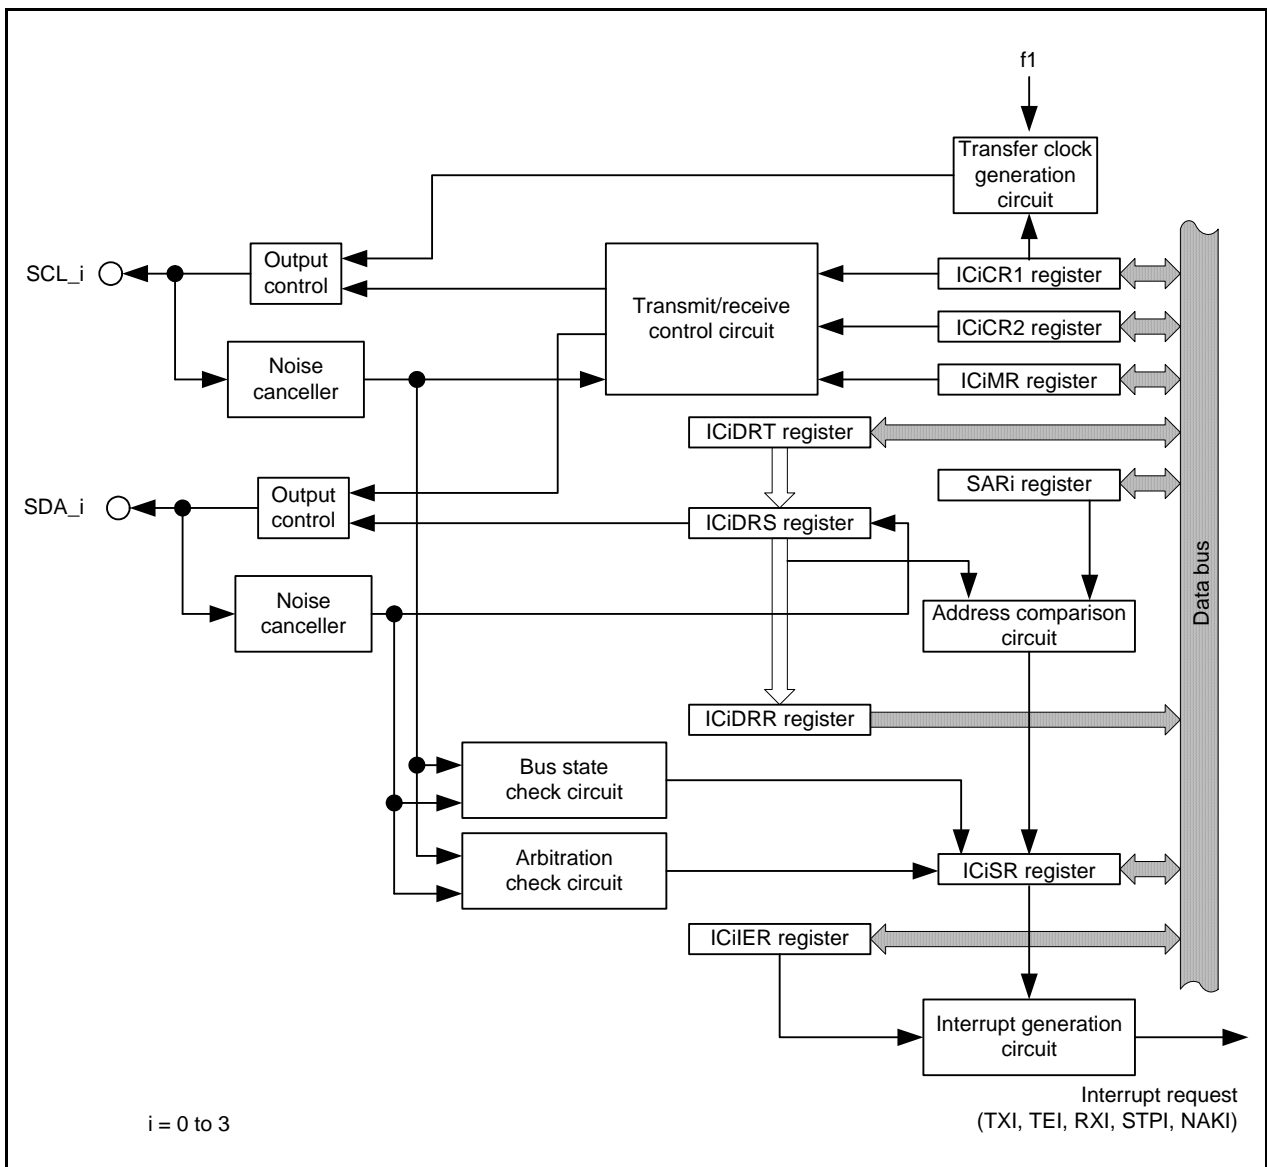 f1
Transfer clock
generation
circuit
SCL_i
Output
control
Transmit/receive
control circuit
ICiCR1 register
ICiCR2 register
Noise
canceller
ICiMR register
ICiDRT register
SARi register
SDA_i
Output
control
ICiDRS register
Data bus
Noise
canceller
Address comparison
circuit
ICiDRR register
Bus state
check circuit
Arbitration
check circuit
ICiSR register
ICiIER register
Interrupt generation
circuit
Interrupt request
(TXI, TEI, RXI, STPI, NAKI)
i = 0 to 3